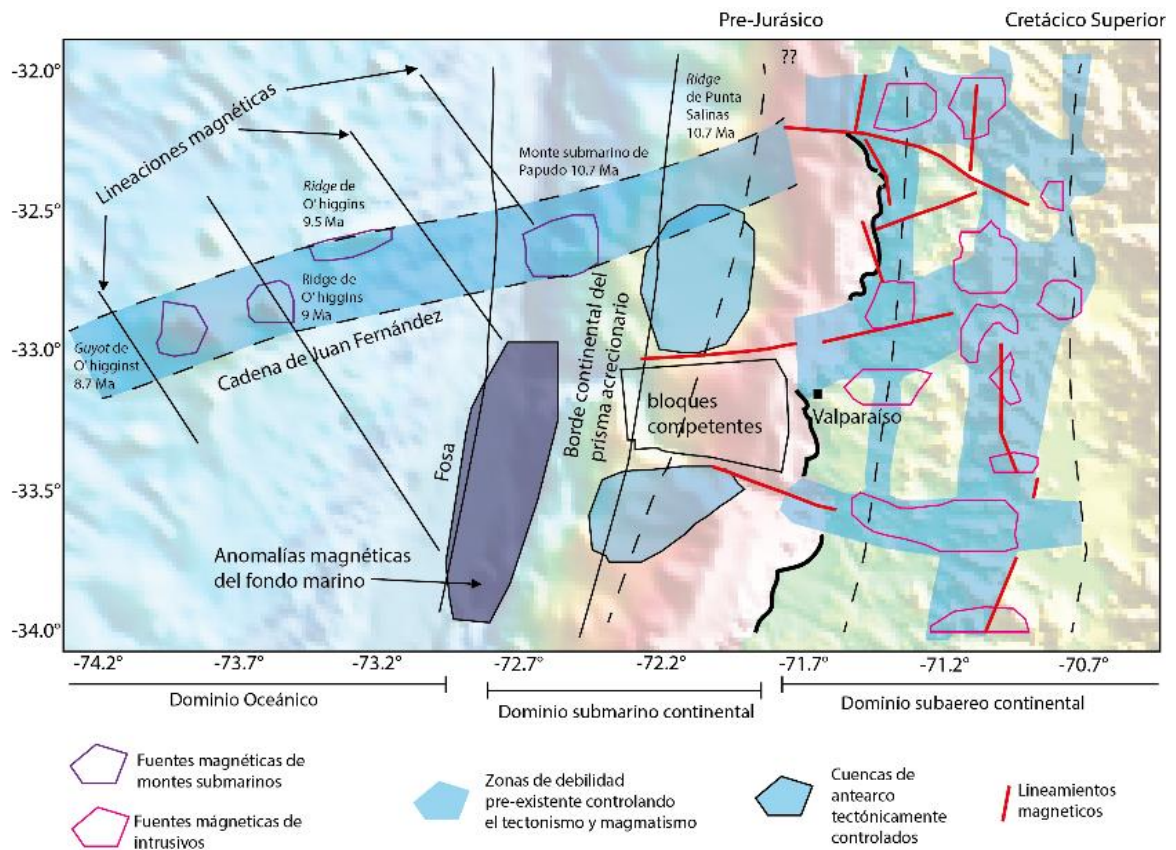 Pre-Jurásico
Cretácico Superior
-32.0°
-32.5°
-33.0°
-33.5°
-34.0°
??
Ridge
de Punta
Salinas
10.7 Ma
Lineaciones magnéticas
Monte submarino de
Papudo 10.7 Ma
Ridge de
O'higgins
9.5 Ma
Ridge de
O'higgins
9 Ma
Guyot de
O'higginst
8.7 Ma
Cadena de Juan Fernández
Fosa
Borde continental del
prisma acrecionario
bloques
competentes
Valparaíso
Anomalías magnéticas
del fondo marino
-74.2°
-73.7°
-73.2°
-72.7°
-72.2°
-71.7°
-71.2°
-70.7°
Dominio Oceánico
Dominio submarino continental
Dominio subaereo continental
Fuentes magnéticas de
montes submarinos
Fuentes mágneticas de
intrusivos
Zonas de debilidad
pre-existente controlando
el tectonismo y magmatismo
Cuencas de
antearco
tectónicamente
controlados
Lineamientos
magneticos